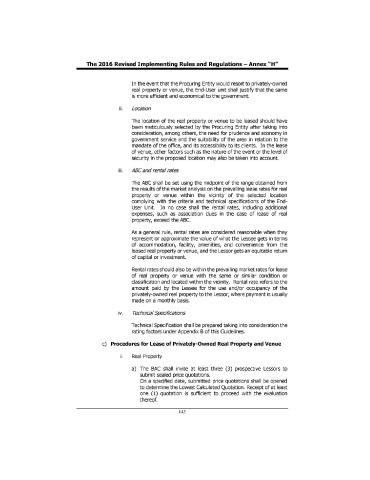 The 2016 Revised Implementing Rules and Regulations – Annex "H"
In the event that the Procuring Entity would resort to privately-owned
real property or venue, the End-User unit shall justify that the same
is more efficient and economical to the government.
ii. Location
The location of the real property or venue to be leased should have
been meticulously selected by the Procuring Entity after taking into
consideration, among others, the need for prudence and economy in
government service and the suitability of the area in relation to the
mandate of the office, and its accessibility to its clients. In the lease
of venue, other factors such as the nature of the event or the level of
security in the proposed location may also be taken into account.
iii. ABC and rental rates
The ABC shall be set using the midpoint of the range obtained from
the results of the market analysis on the prevailing lease rates for real
property or venue within the vicinity of the selected location
complying with the criteria and technical specifications of the End-
User Unit. In no case shall the rental rates, including additional
expenses, such as association dues in the case of lease of real
property, exceed the ABC.
As a general rule, rental rates are considered reasonable when they
represent or approximate the value of what the Lessee gets in terms
of accommodation, facility, amenities, and convenience from the
leased real property or venue, and the Lessor gets an equitable return
of capital or investment.
Rental rates should also be within the prevailing market rates for lease
of real property or venue with the same or similar condition or
classification and located within the vicinity. Rental rate refers to the
amount paid by the Lessee for the use and/or occupancy of the
privately-owned real property to the Lessor, where payment is usually
made on a monthly basis.
iv. Technical Specifications
Technical Specification shall be prepared taking into consideration the
rating factors under Appendix B of this Guidelines.
c) Procedures for Lease of Privately-Owned Real Property and Venue
i. Real Property
a) The BAC shall invite at least three (3) prospective Lessors to
submit sealed price quotations.
On a specified date, submitted price quotations shall be opened
to determine the Lowest Calculated Quotation. Receipt of at least
one (1) quotation is sufficient to proceed with the evaluation
thereof.